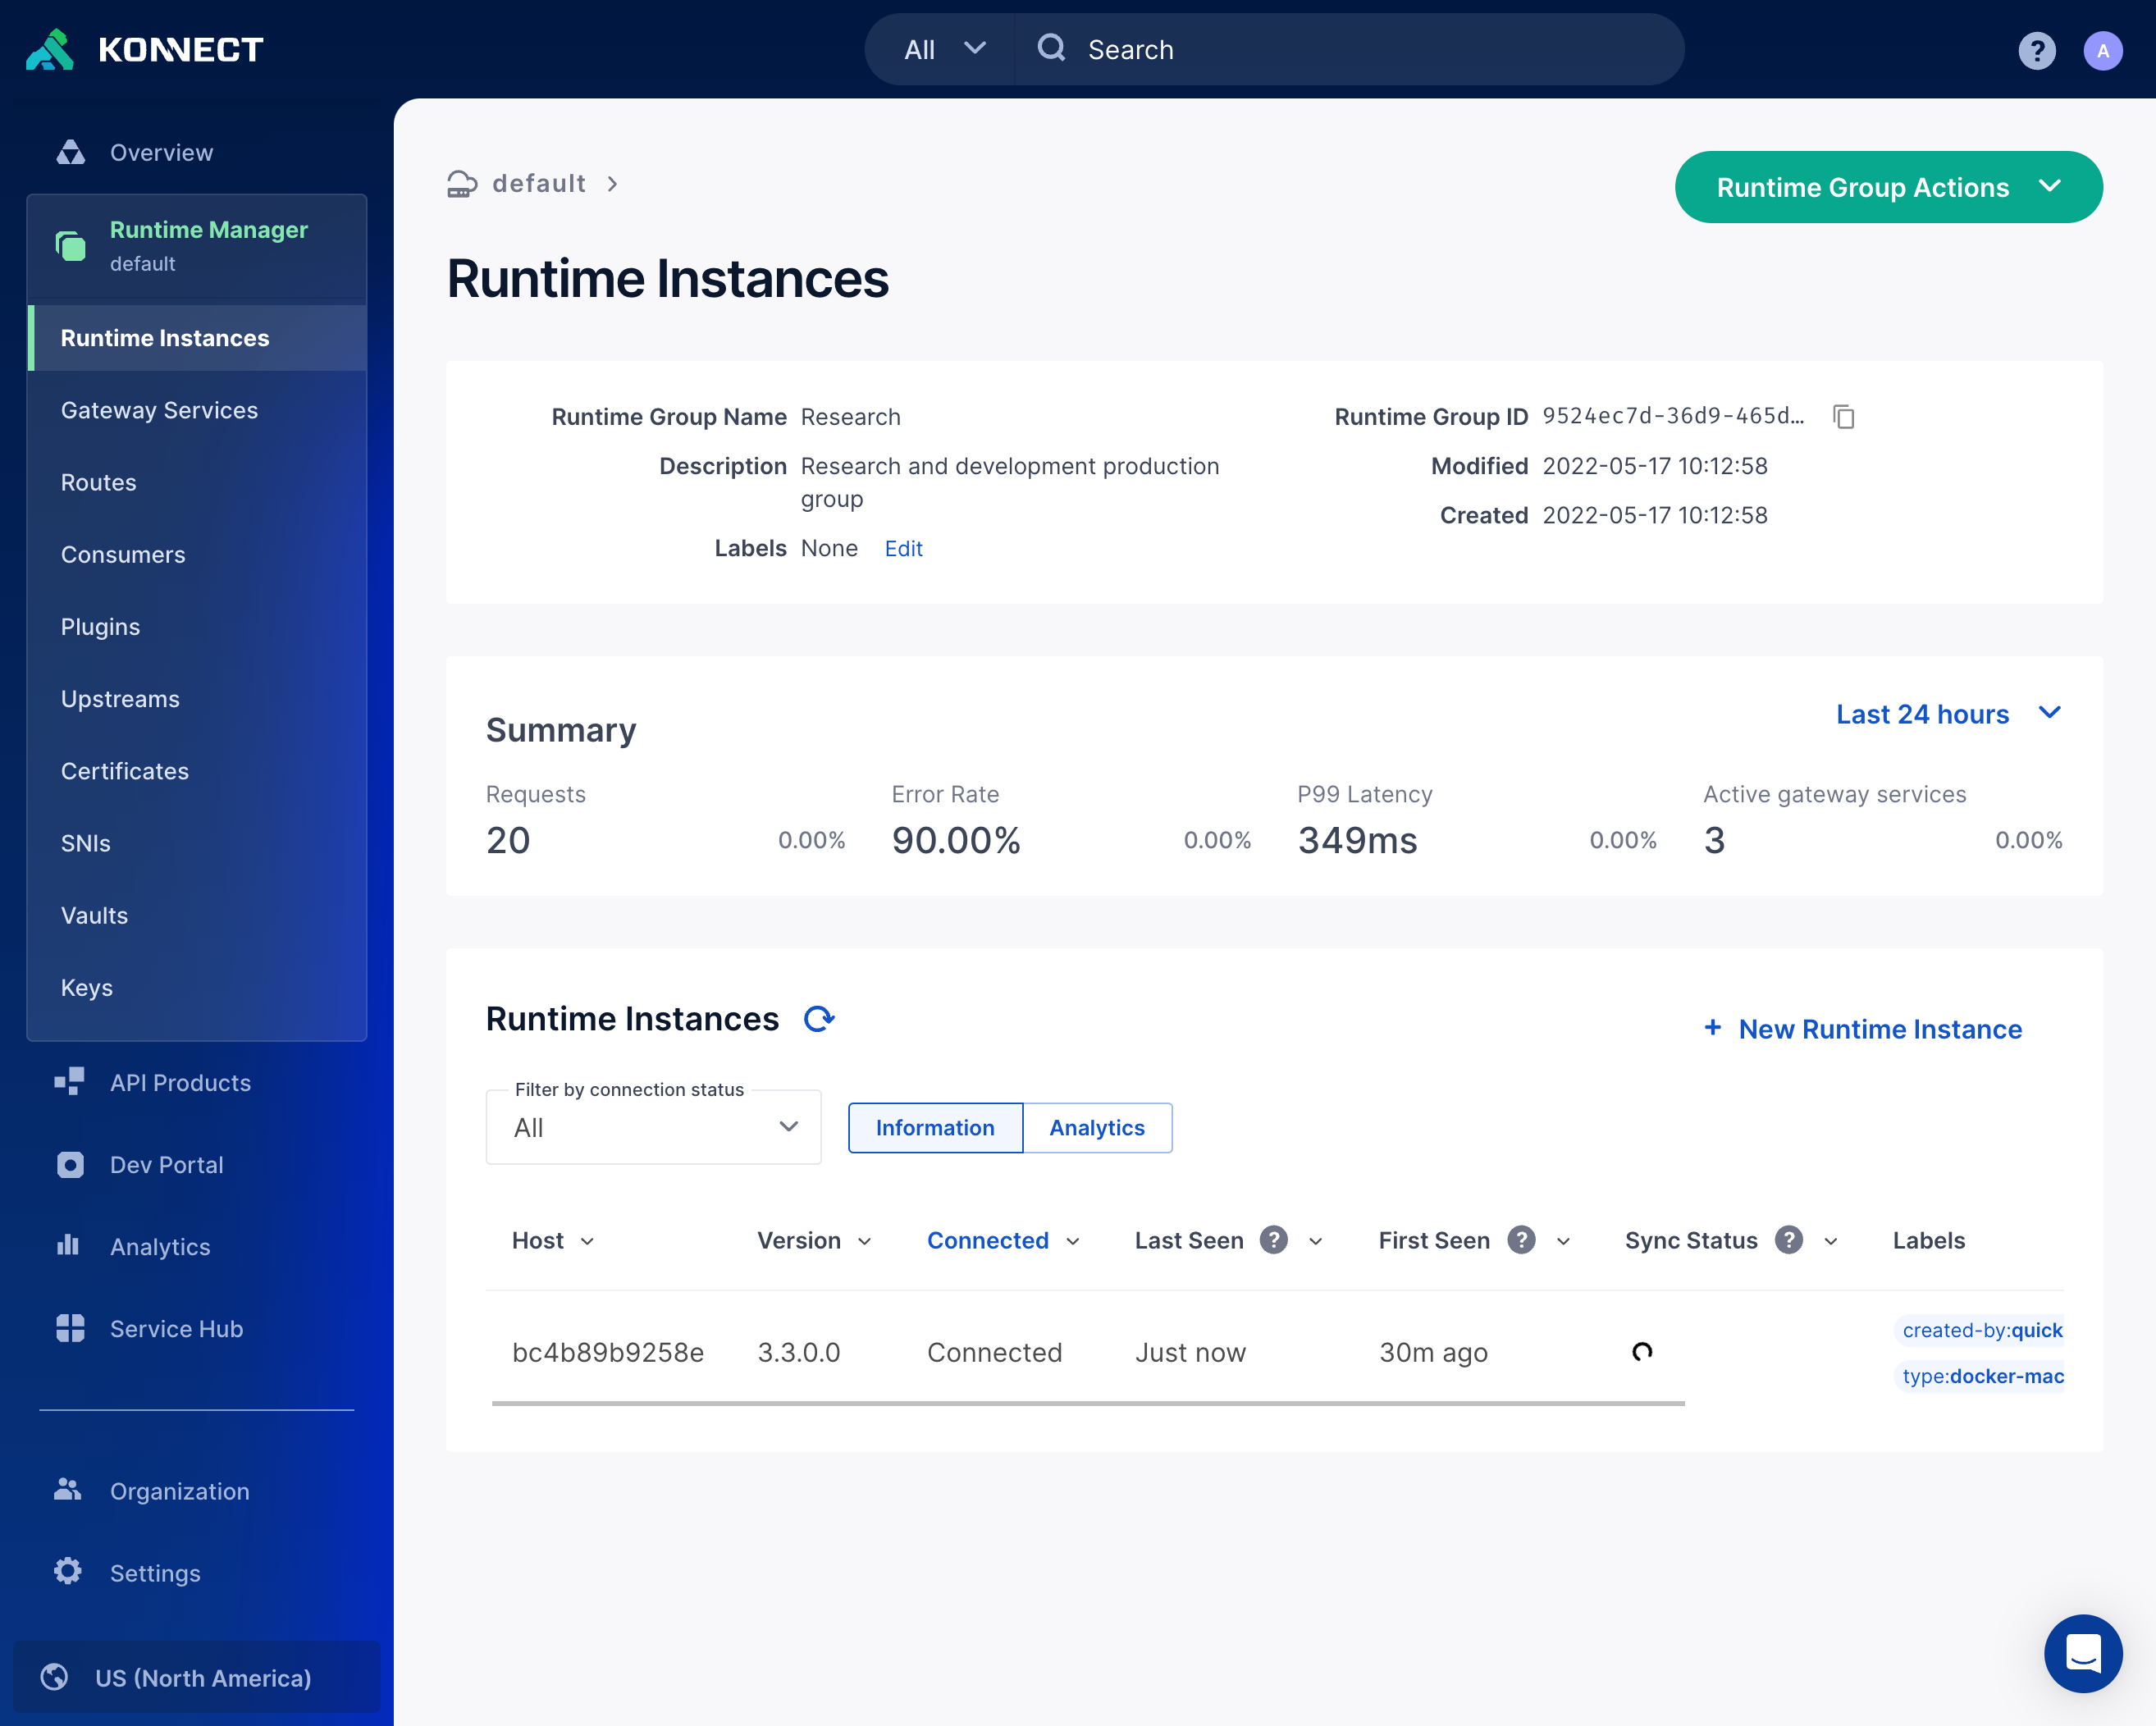 KONNECT
All
Search
?
A
Overview
Runtime Manager
default
Runtime Instances
Gateway Services
Routes
Consumers
Plugins
Upstreams
Certificates
SNIs
Vaults
Keys
API Products
Dev Portal
Analytics
Service Hub
Organization
Settings
US (North America)
default >
Runtime Group Actions
Runtime Instances
Runtime Group Name Research
Description Research and development production
group
Labels None Edit
Runtime Group ID 9524ec7d-36d9-465d…
Modified 2022-05-17 10:12:58
Created 2022-05-17 10:12:58
Summary
Last 24 hours
Requests
20 0.00%
Error Rate
90.00% 0.00%
P99 Latency
349ms 0.00%
Active gateway services
3 0.00%
Runtime Instances
+ New Runtime Instance
Filter by connection status
All
Information Analytics
Host Version Connected Last Seen ? First Seen ? Sync Status ? Labels
bc4b89b9258e 3.3.0.0 Connected Just now 30m ago
created-by:quick
type:docker-mac